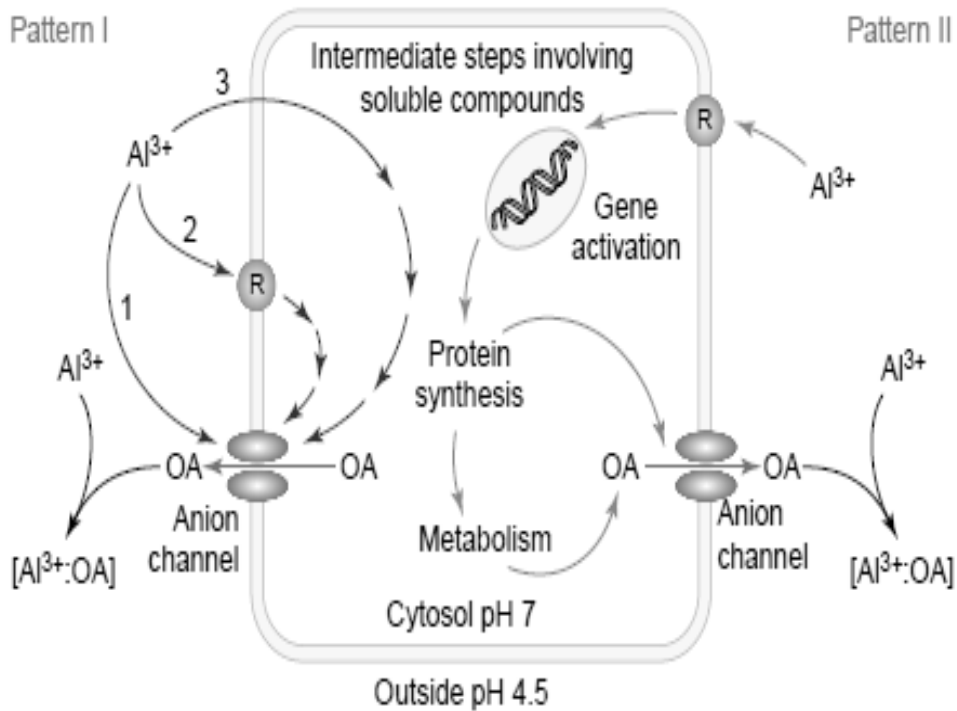 Pattern I
Pattern II
Intermediate steps involving
soluble compounds
3
Al³⁺
2
R
1
Al³⁺
OA
OA
Anion
channel
[Al³⁺:OA]
R
Al³⁺
Gene
activation
Protein
synthesis
Metabolism
OA
OA
Al³⁺
Anion
channel
[Al³⁺:OA]
Cytosol pH 7
Outside pH 4.5